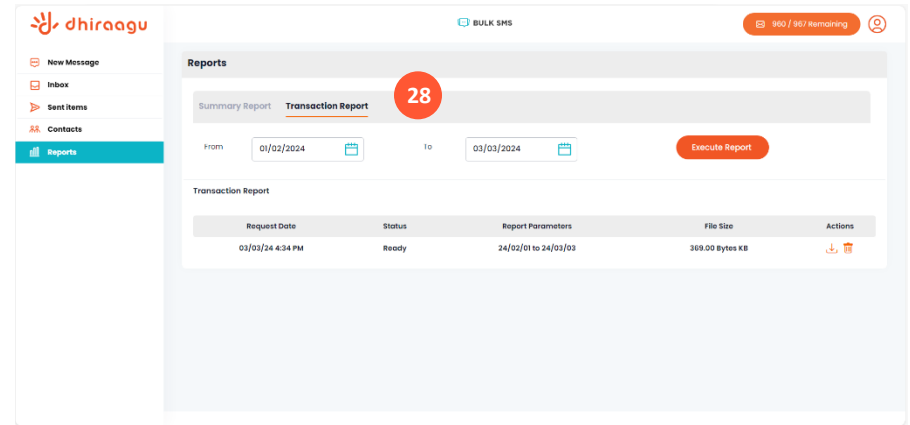 dhiraagu
BULK SMS
960 / 967 Remaining
New Message
Inbox
Sent items
Contacts
Reports
Reports
Summary Report Transaction Report
28
From 01/02/2024 To 03/03/2024 Execute Report
Transaction Report
Request Date Status Report Parameters File Size Actions
03/03/24 4:34 PM Ready 24/02/01 to 24/03/03 369.00 Bytes KB